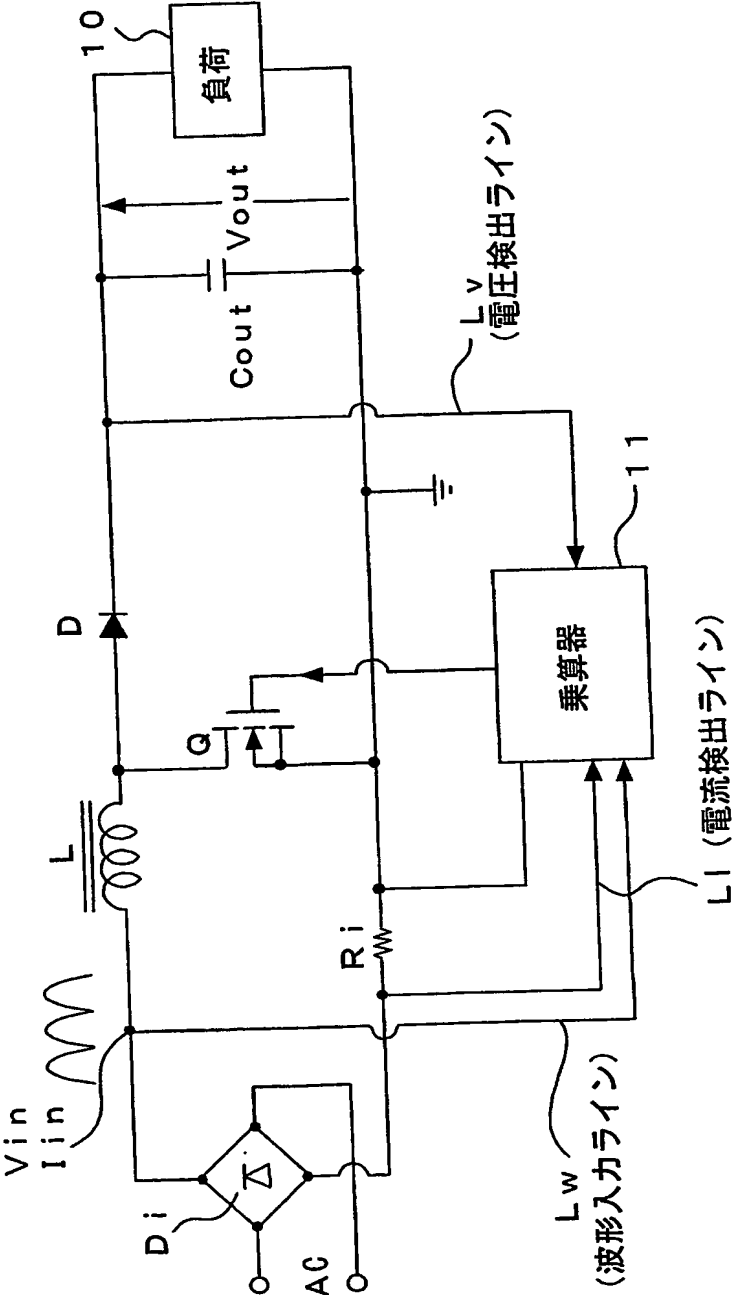 Vin
Iin
L
D
10
負荷
Di
AC
Q
Ri
Cout
Vout
Lv
(電圧検出ライン)
乗算器
11
LI (電流検出ライン)
Lw
(波形入力ライン)